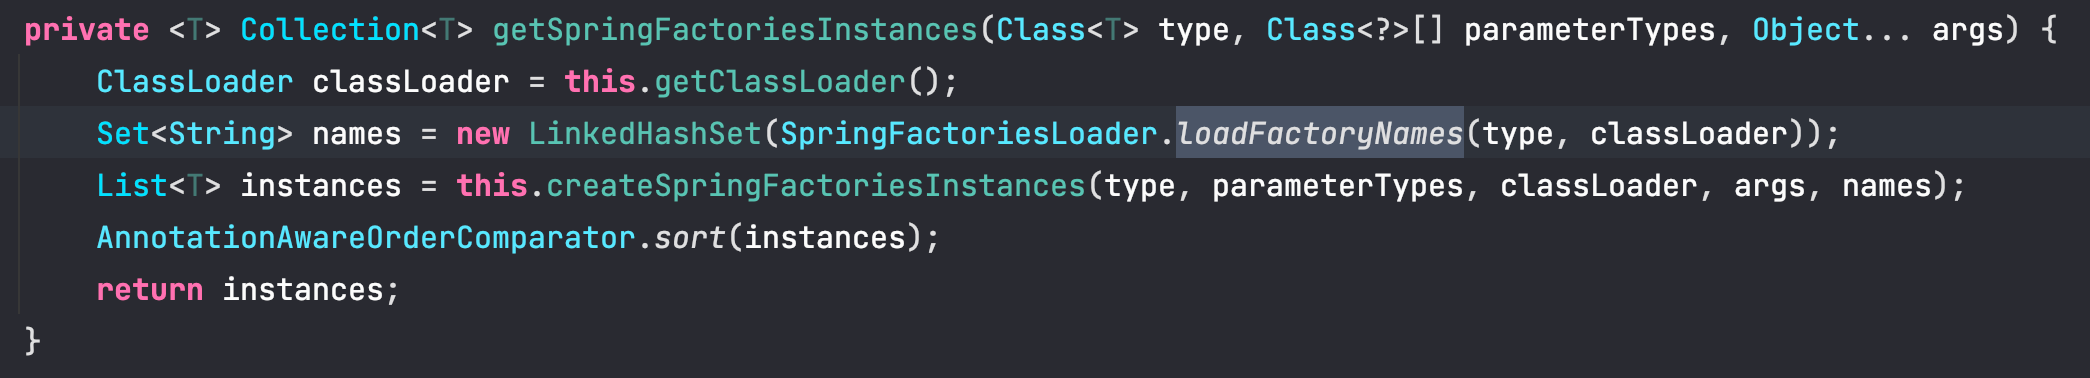 private <T> Collection<T> getSpringFactoriesInstances(Class<T> type, Class<?>[] parameterTypes, Object... args) {
    ClassLoader classLoader = this.getClassLoader();
    Set<String> names = new LinkedHashSet(SpringFactoriesLoader.loadFactoryNames(type, classLoader));
    List<T> instances = this.createSpringFactoriesInstances(type, parameterTypes, classLoader, args, names);
    AnnotationAwareOrderComparator.sort(instances);
    return instances;
}